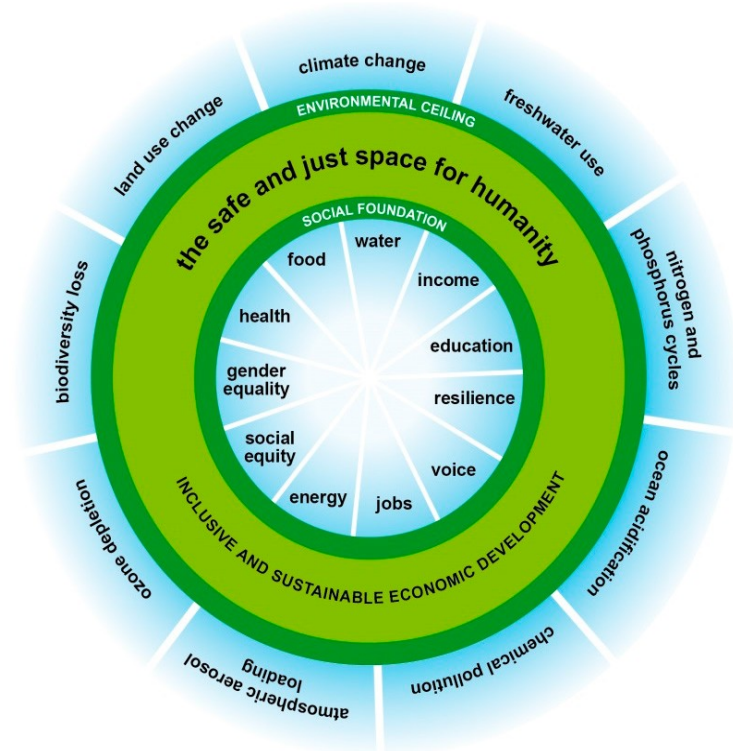 climate change
freshwater use
nitrogen and
phosphorus cycles
ocean acidification
chemical pollution
atmospheric aerosol
loading
ozone depletion
biodiversity loss
land use change
ENVIRONMENTAL CEILING
the safe and just space for humanity
SOCIAL FOUNDATION
water
income
education
resilience
voice
jobs
energy
social
equity
gender
equality
health
food
INCLUSIVE AND SUSTAINABLE ECONOMIC DEVELOPMENT